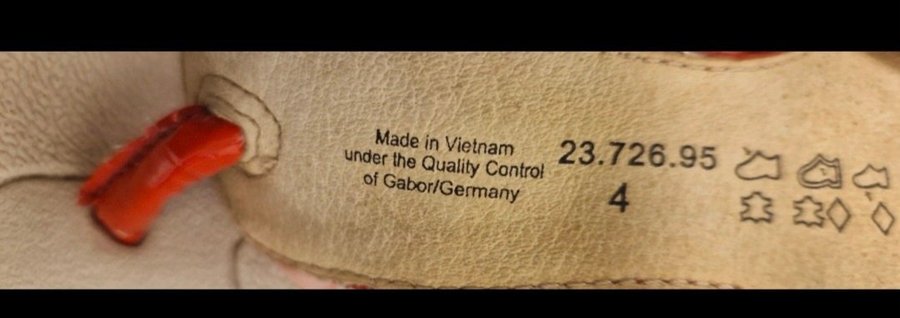 Made in Vietnam
under the Quality Control
of Gabor/Germany
23.726.95
4